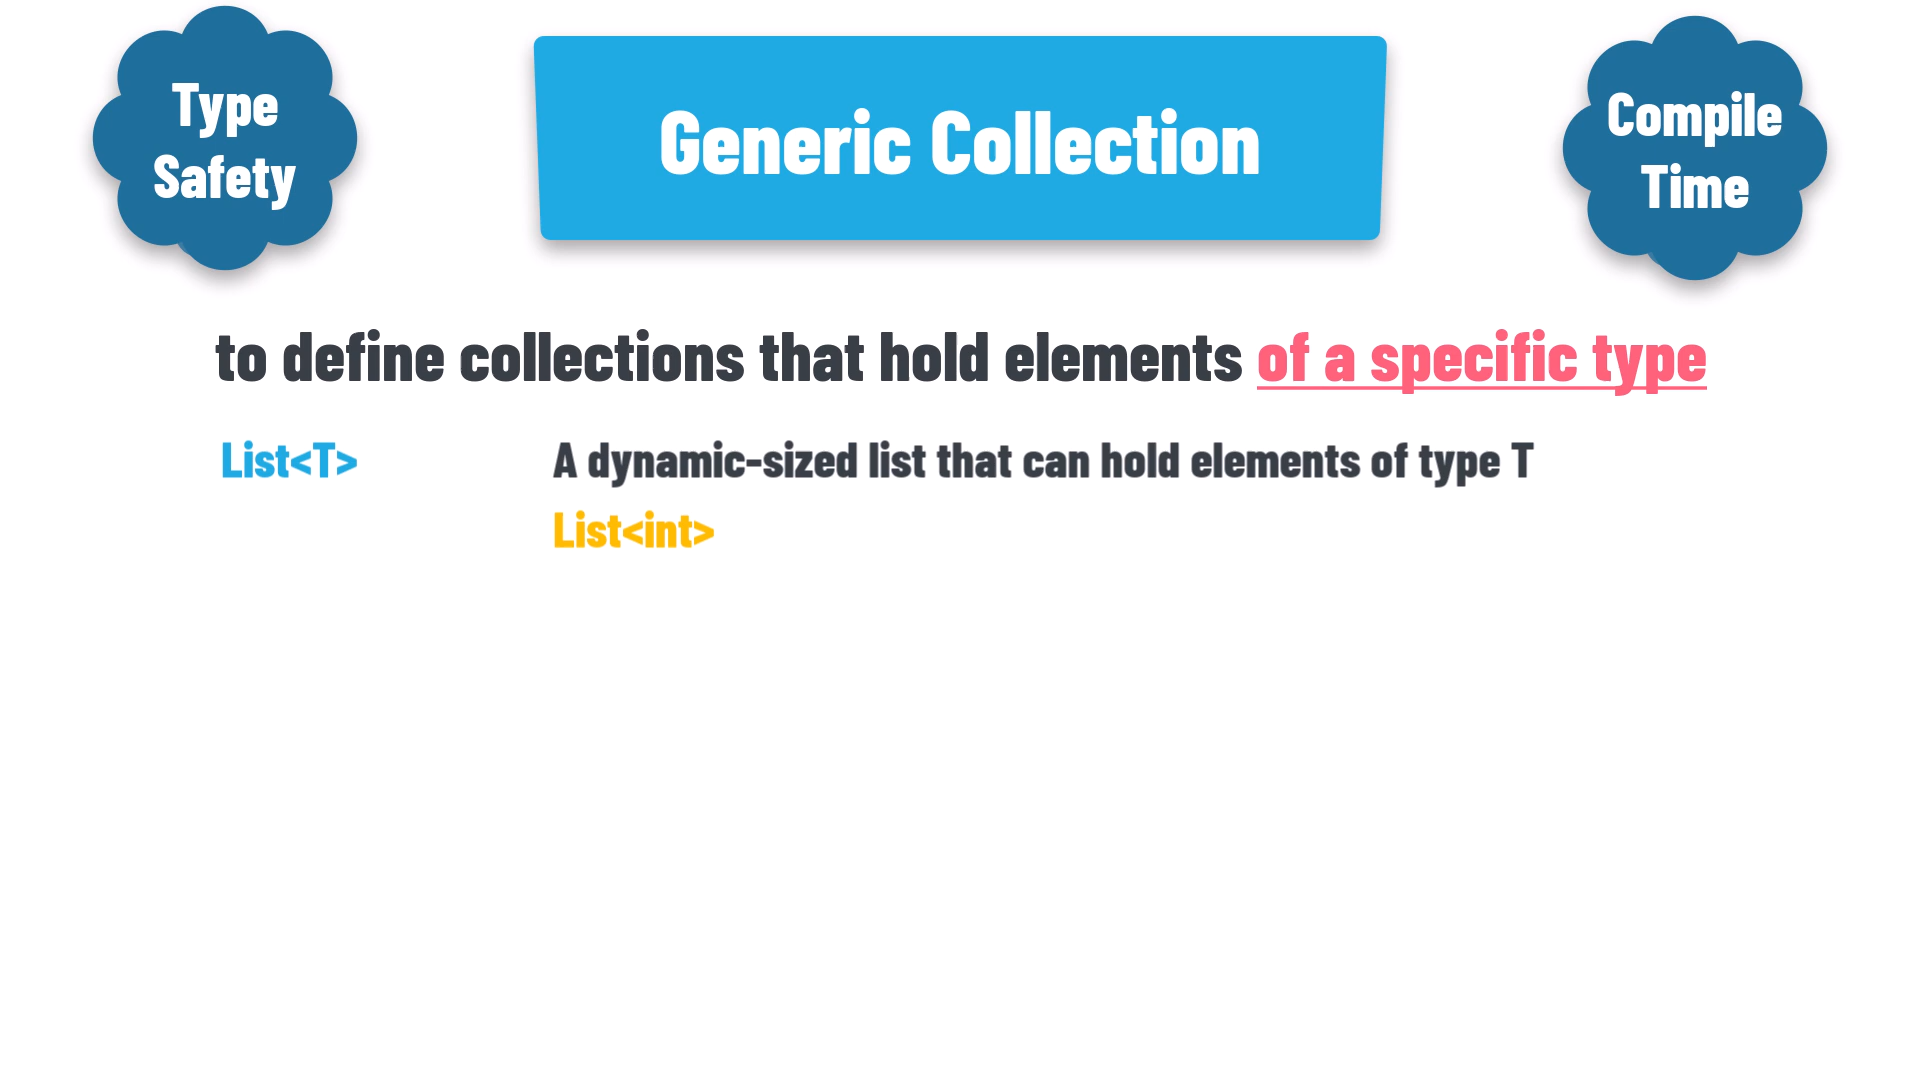 Type
Safety
Generic Collection
Compile
Time
to define collections that hold elements of a specific type
List<T>
A dynamic-sized list that can hold elements of type T
List<int>